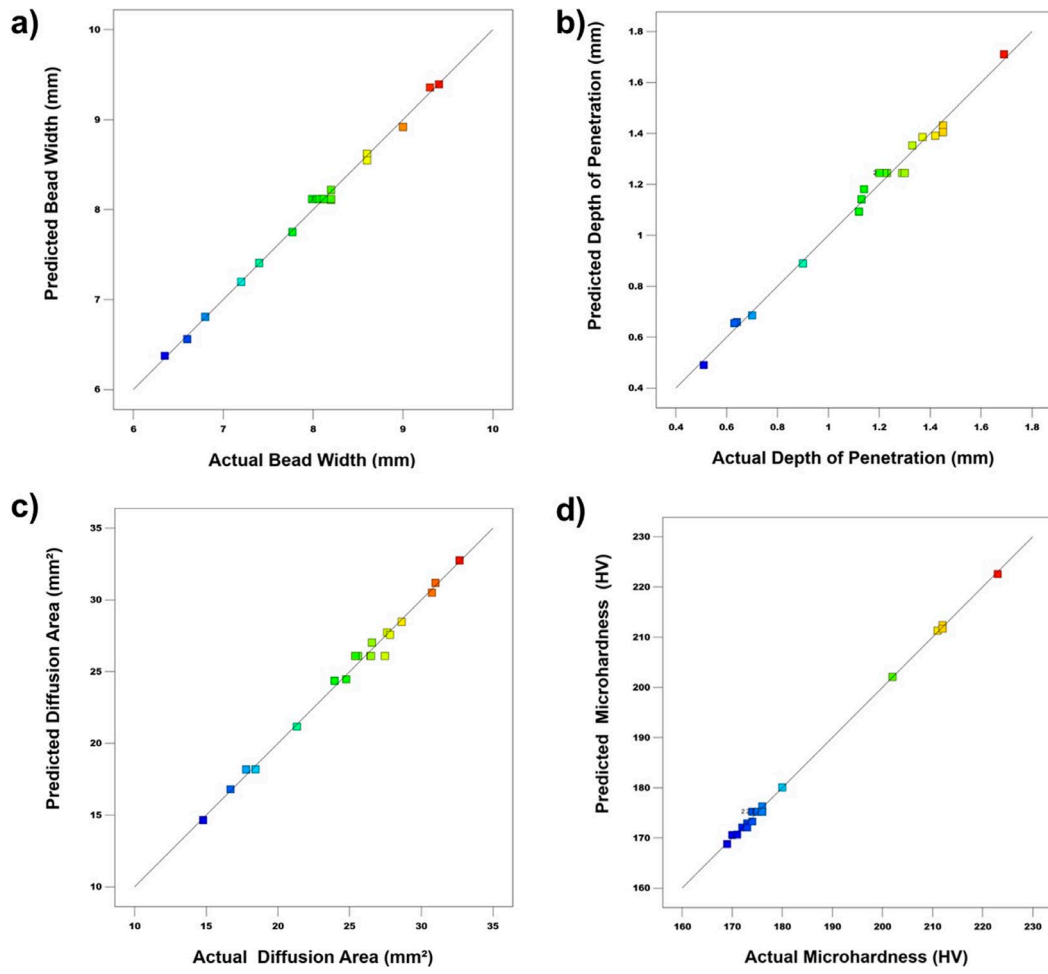 a)
10
9
8
7
6
Predicted Bead Width (mm)
6 7 8 9 10
Actual Bead Width (mm)
b)
1.8
1.6
1.4
1.2
1
0.8
0.6
0.4
Predicted Depth of Penetration (mm)
0.4 0.6 0.8 1 1.2 1.4 1.6 1.8
Actual Depth of Penetration (mm)
c)
35
30
25
20
15
10
Predicted Diffusion Area (mm²)
10 15 20 25 30 35
Actual Diffusion Area (mm²)
d)
230
220
210
200
190
180
170
160
2
Predicted Microhardness (HV)
160 170 180 190 200 210 220 230
Actual Microhardness (HV)